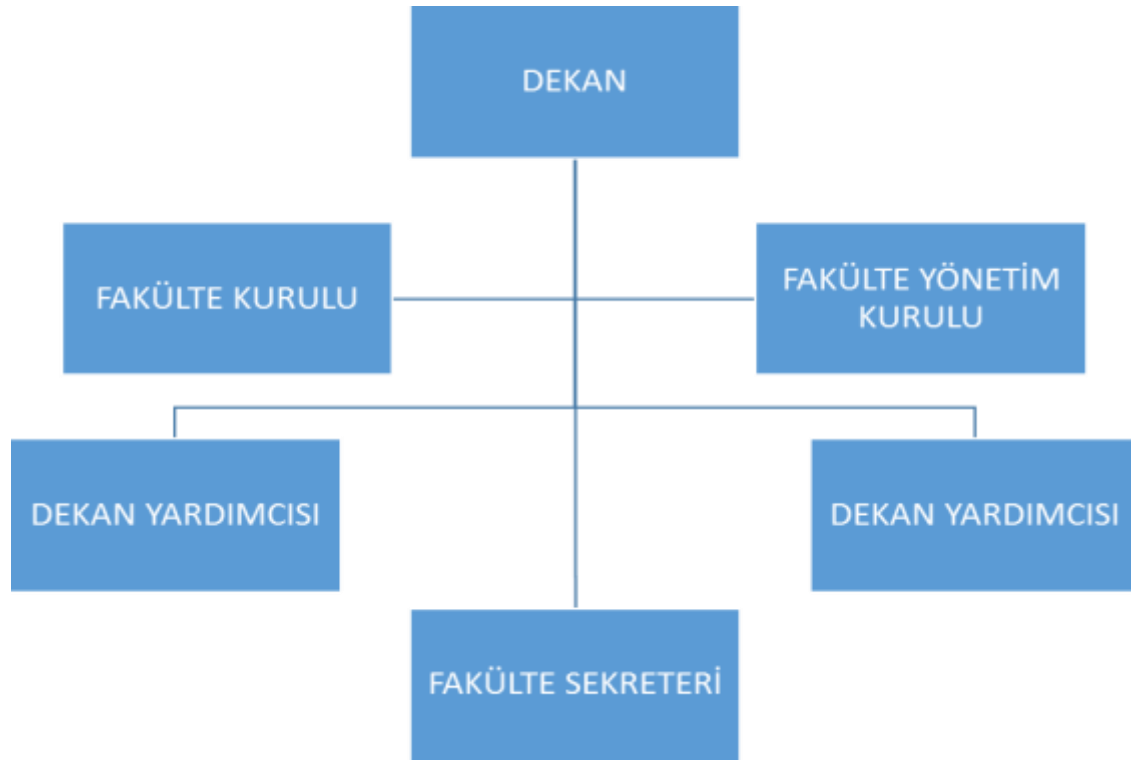 DEKAN
FAKÜLTE KURULU
FAKÜLTE YÖNETİM
KURULU
DEKAN YARDIMCISI
DEKAN YARDIMCISI
FAKÜLTE SEKRETERİ